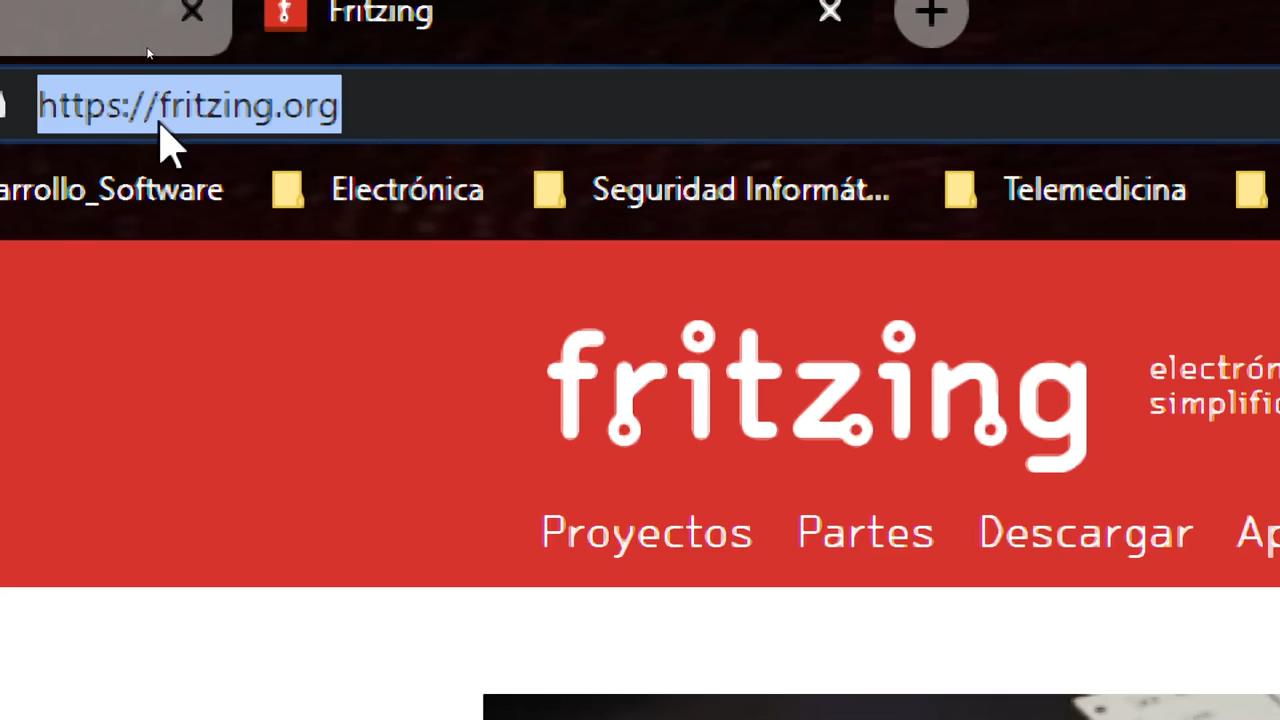 Fritzing
https://fritzing.org
arrollo_Software Electrónica Seguridad Informát... Telemedicina
fritzing
electrón
simplific
Proyectos Partes Descargar Ap